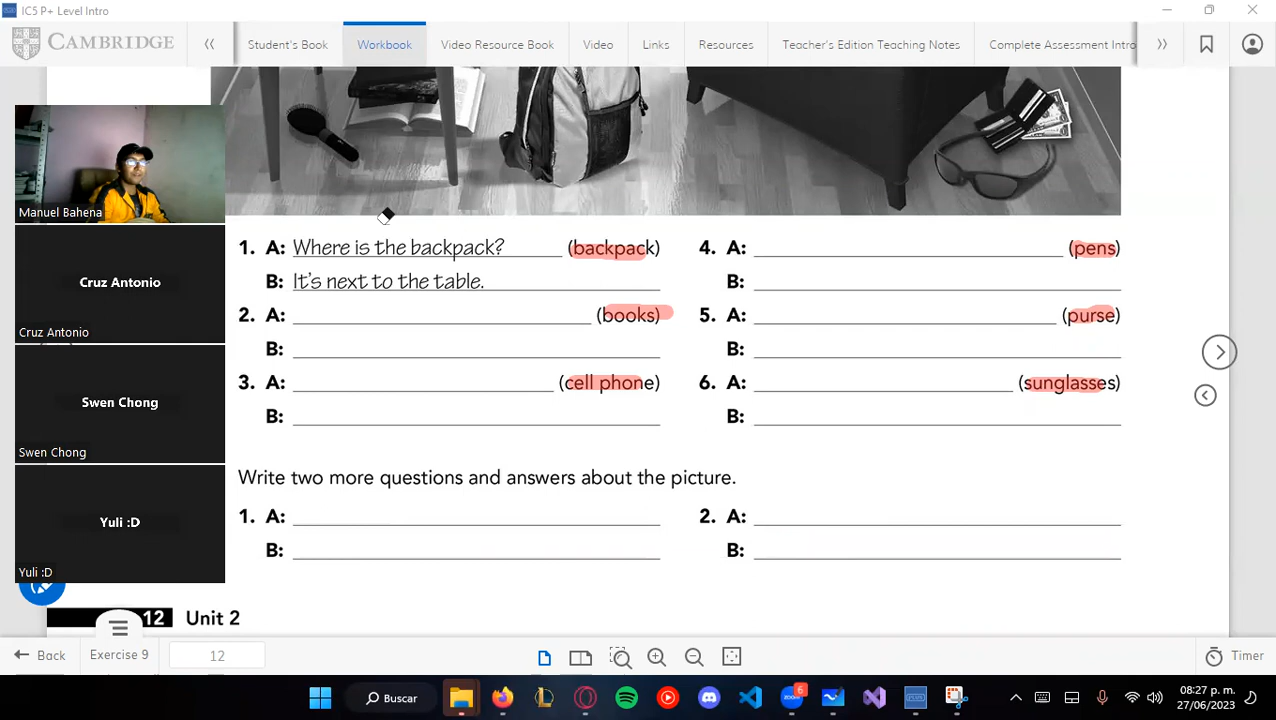 IC5 P+ Level Intro
CAMBRIDGE
Student's Book
Workbook
Video Resource Book
Video
Links
Resources
Teacher's Edition Teaching Notes
Complete Assessment Intro
Manuel Bahena
Cruz Antonio
Cruz Antonio
Swen Chong
Swen Chong
Yuli :D
Yuli :D
1. A: Where is the backpack? (backpack)
B: It's next to the table.
2. A: (books)
B:
3. A: (cell phone)
B:
4. A: (pens)
B:
5. A: (purse)
B:
6. A: (sunglasses)
B:
Write two more questions and answers about the picture.
1. A:
B:
2. A:
B:
12 Unit 2
Back
Exercise 9
12
Timer
Buscar
6
08:27 p. m.
27/06/2023